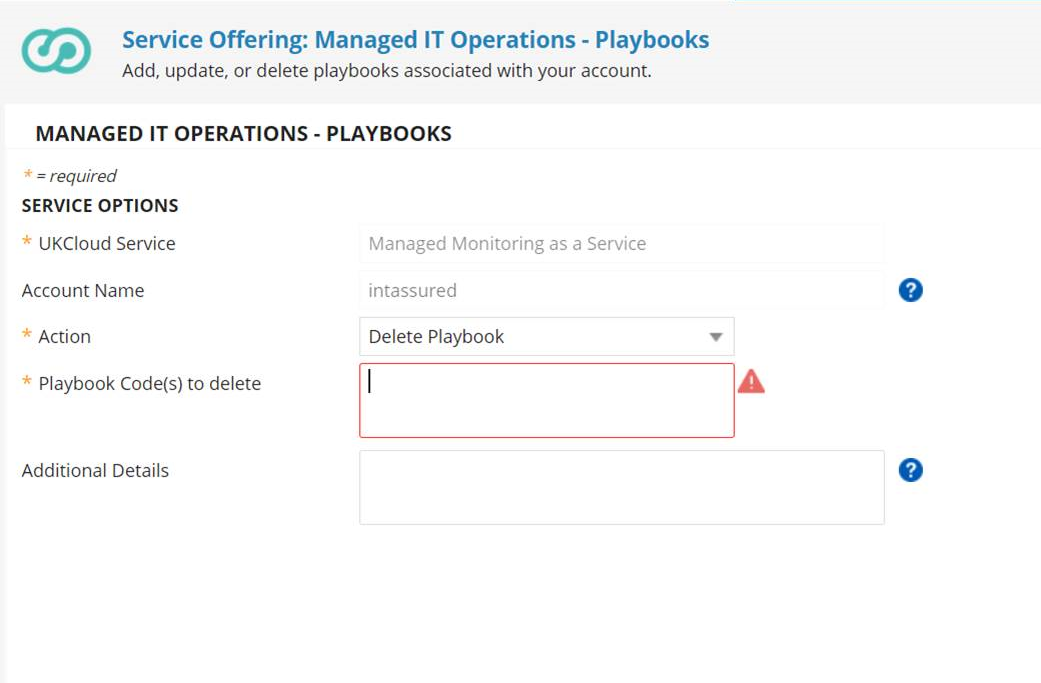 Service Offering: Managed IT Operations - Playbooks
Add, update, or delete playbooks associated with your account.
MANAGED IT OPERATIONS - PLAYBOOKS
* = required
SERVICE OPTIONS
* UKCloud Service
Managed Monitoring as a Service
Account Name
intassured
?
* Action
Delete Playbook
* Playbook Code(s) to delete
!
Additional Details
?